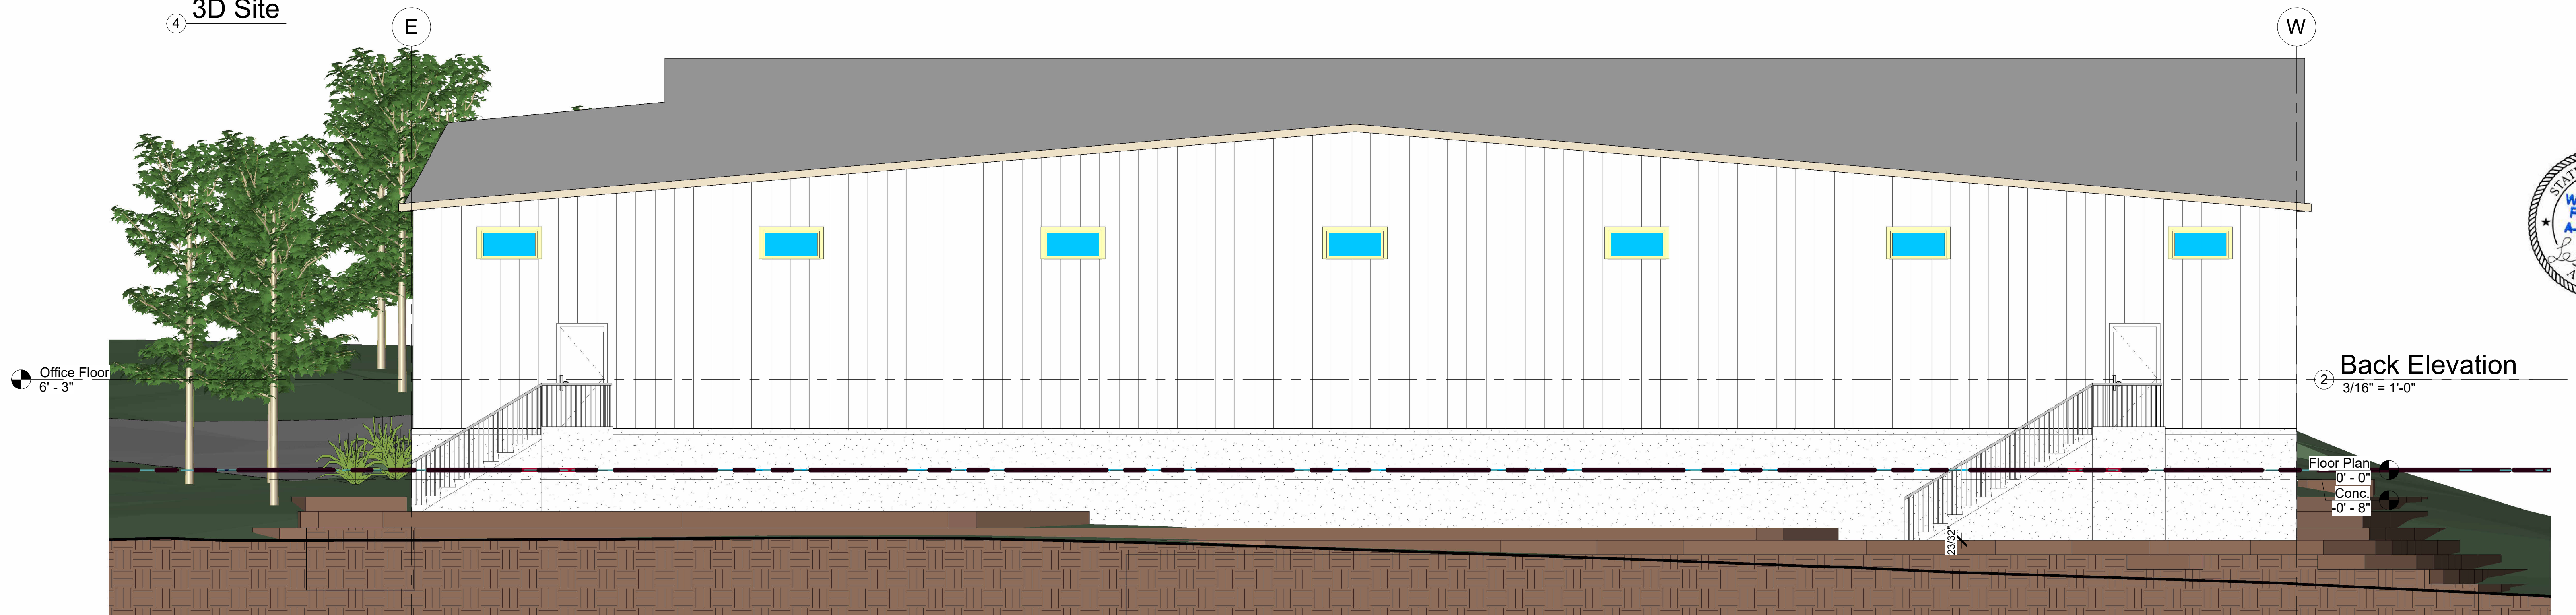 3D Site
4
E
W
STAT
Office Floor
6' - 3"
2
Back Elevation
3/16" = 1'-0"
Floor Plan
0' - 0"
Conc.
-0' - 8"
23/32"